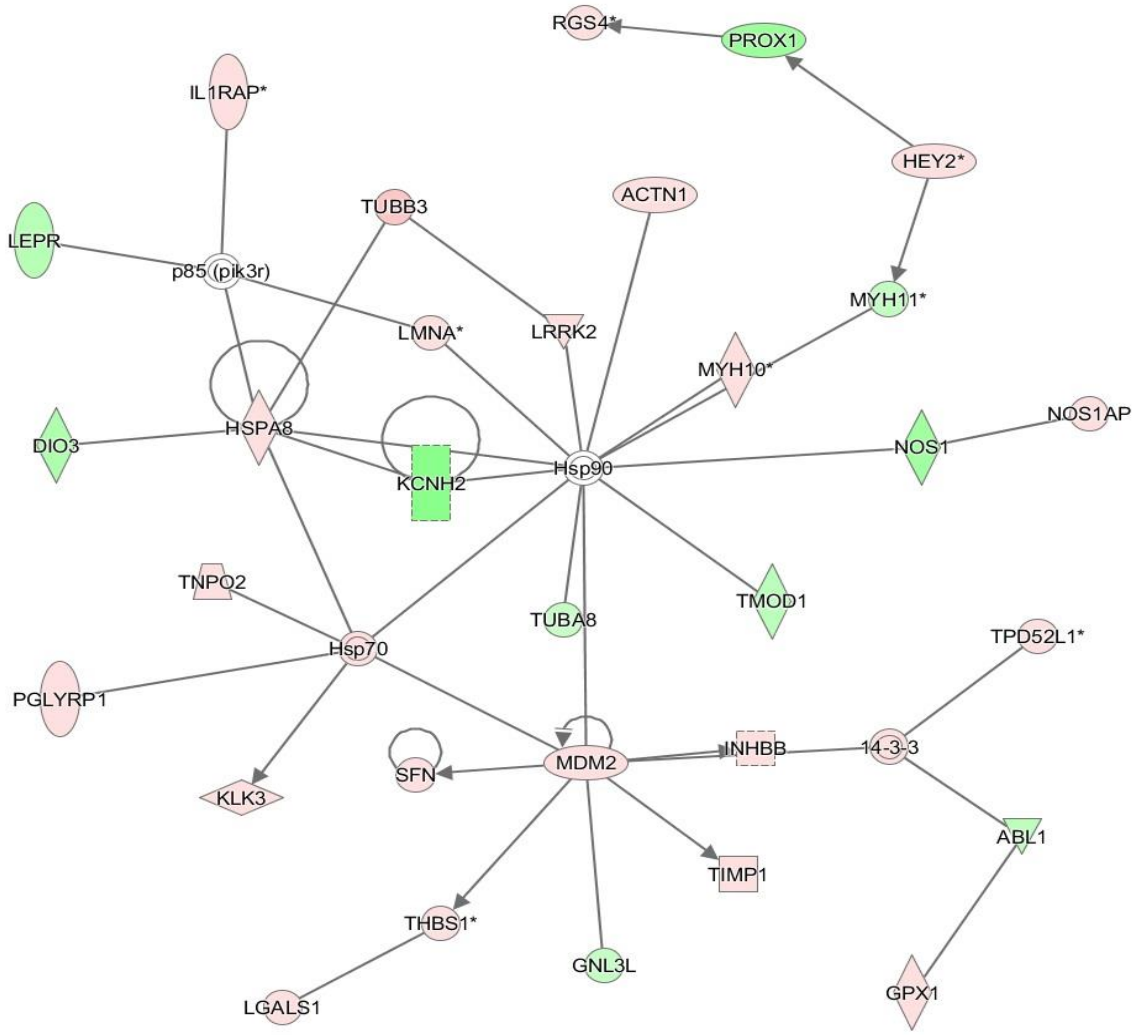 RGS4*
PROX1
IL1RAP*
HEY2*
ACTN1
TUBB3
LEPR
p85 (pik3r)
MYH11*
LMNA*
LRRK2
MYH10*
NOS1AP
HSPA8
DIO3
NOS1
Hsp90
KCNH2
TNPO2
TMOD1
TUBA8
TPD52L1*
Hsp70
PGLYRP1
INHBB
14-3-3
MDM2
SFN
KLK3
ABL1
TIMP1
THBS1*
GNL3L
GPX1
LGALS1